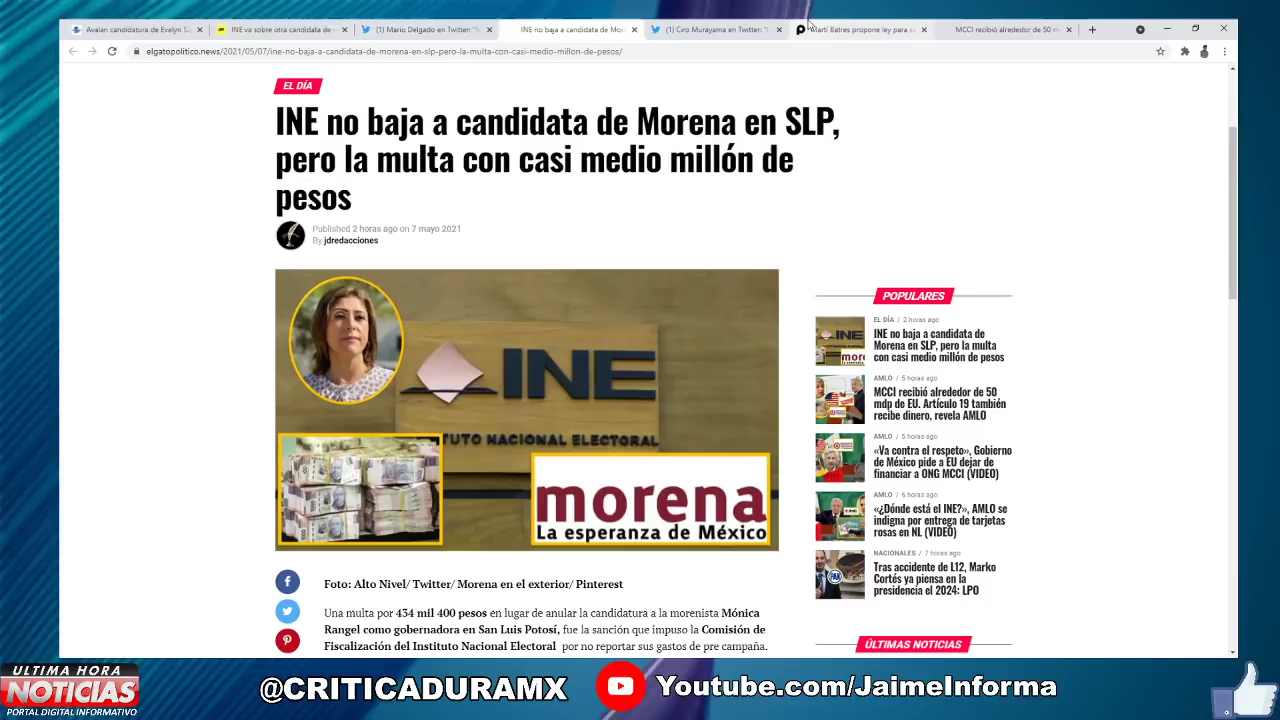 Avalan candidatura de Evelyn Sa
INE va sobre otra candidata de
(1) Mario Delgado en Twitter: "N
INE no baja a candidata de Mor
(1) Ciro Murayama en Twitter: "
Martí Batres propone ley para c
MCCI recibió alrededor de 50 m
elgatopolitico.news/2021/05/07/ine-no-baja-a-candidata-de-morena-en-slp-pero-la-multa-con-casi-medio-millon-de-pesos/
EL DÍA
INE no baja a candidata de Morena en SLP,
pero la multa con casi medio millón de
pesos
Published 2 horas ago on 7 mayo 2021
By jdredacciones
INE
TUTO NACIONAL ELECTORAL
morena
La esperanza de México
Foto: Alto Nivel/ Twitter/ Morena en el exterior/ Pinterest
Una multa por 434 mil 400 pesos en lugar de anular la candidatura a la morenista Mónica
Rangel como gobernadora en San Luis Potosí, fue la sanción que impuso la Comisión de
Fiscalización del Instituto Nacional Electoral por no reportar sus gastos de pre campaña.
POPULARES
EL DÍA / 2 horas ago
INE no baja a candidata de
Morena en SLP, pero la multa
con casi medio millón de pesos
AMLO / 5 horas ago
MCCI recibió alrededor de 50
mdp de EU. Artículo 19 también
recibe dinero, revela AMLO
AMLO / 5 horas ago
«Va contra el respeto», Gobierno
de México pide a EU dejar de
financiar a ONG MCCI (VIDEO)
AMLO / 6 horas ago
«¿Dónde está el INE?», AMLO se
indigna por entrega de tarjetas
rosas en NL (VIDEO)
NACIONALES / 7 horas ago
Tras accidente de L12, Marko
Cortés ya piensa en la
presidencia el 2024: LPO
ÚLTIMAS NOTICIAS
ULTIMA HORA
NOTICIAS
PORTAL DIGITAL INFORMATIVO
@CRITICADURAMX
Youtube.com/JaimeInforma